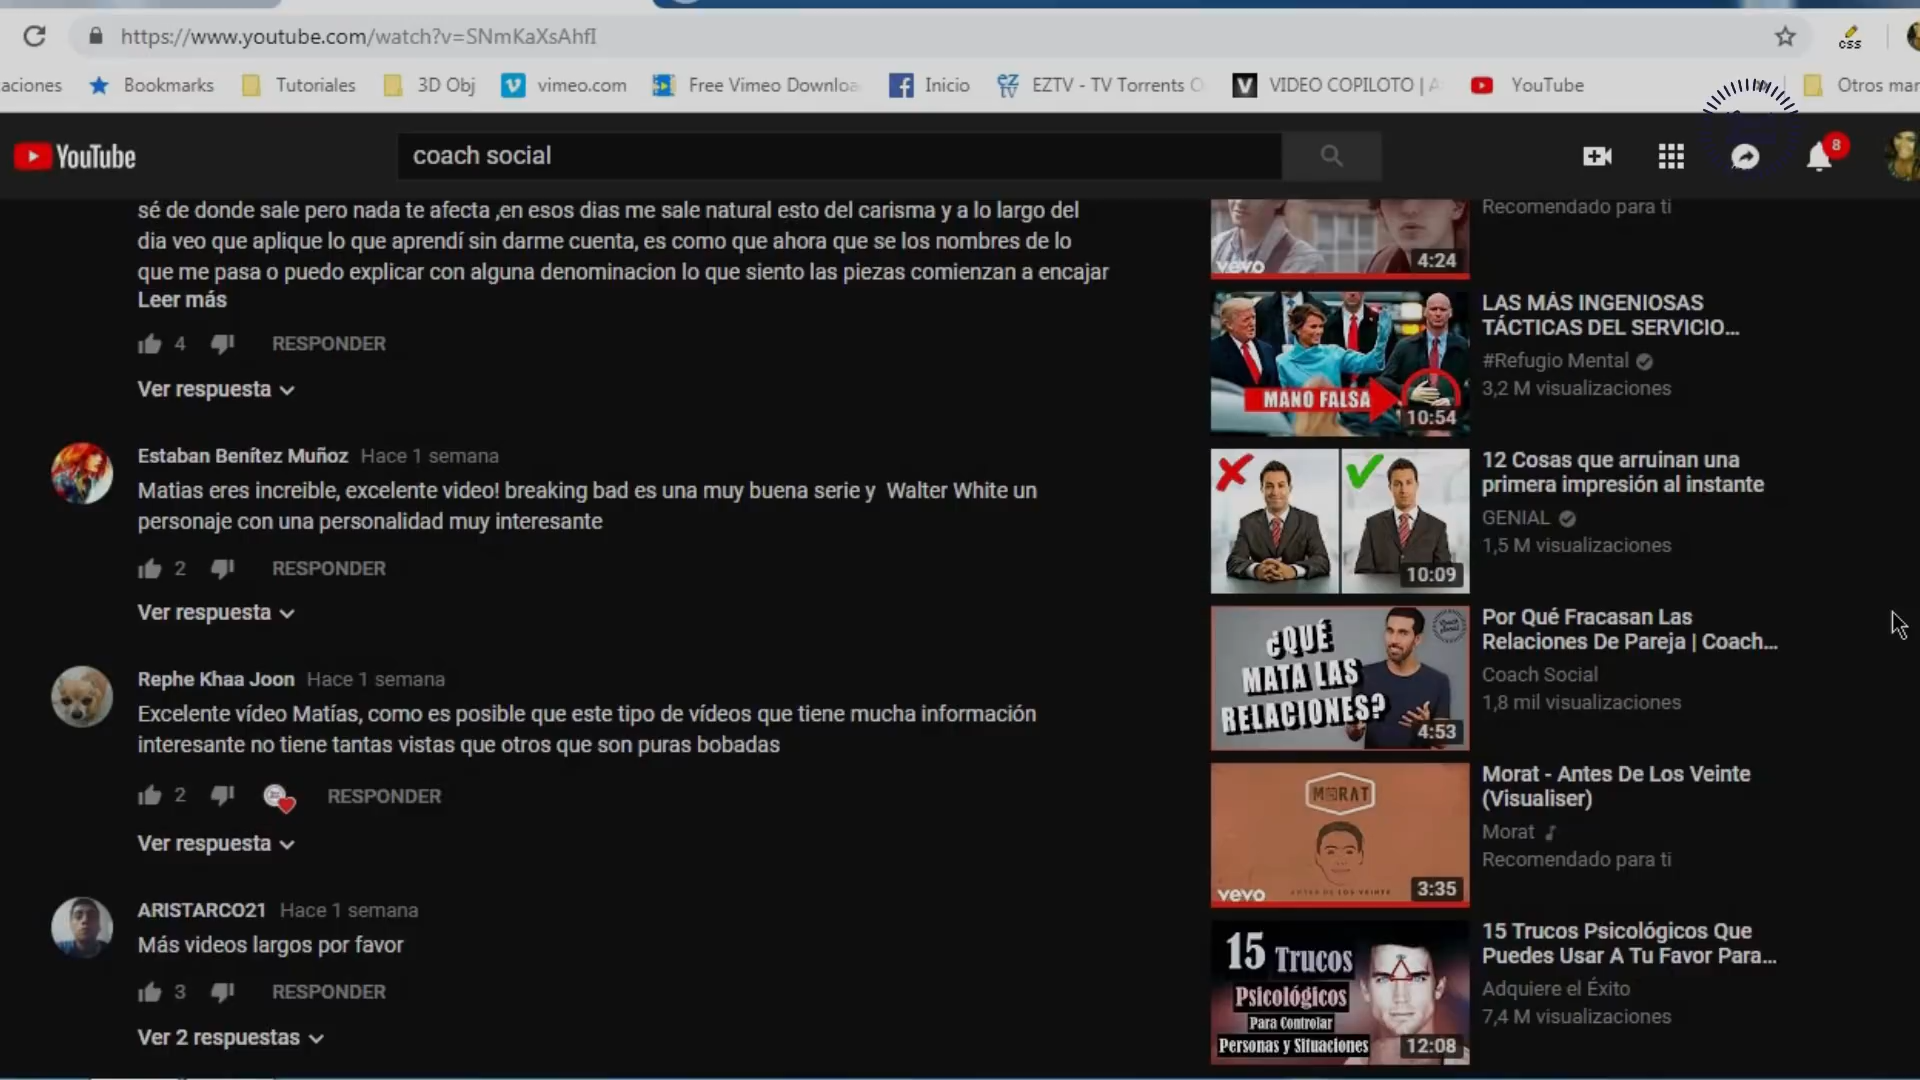 https://www.youtube.com/watch?v=SNmKaXsAhfI
css
caciones
Bookmarks
Tutoriales
3D Obj
vimeo.com
Free Vimeo Downloa
Inicio
EZTV - TV Torrents O
VIDEO COPILOTO | A
YouTube
Otros mar
YouTube
coach social
8
sé de donde sale pero nada te afecta ,en esos dias me sale natural esto del carisma y a lo largo del
dia veo que aplique lo que aprendí sin darme cuenta, es como que ahora que se los nombres de lo
que me pasa o puedo explicar con alguna denominacion lo que siento las piezas comienzan a encajar
Leer más
4
RESPONDER
Ver respuesta
Estaban Benítez Muñoz Hace 1 semana
Matias eres increible, excelente video! breaking bad es una muy buena serie y Walter White un
personaje con una personalidad muy interesante
2
RESPONDER
Ver respuesta
Rephe Khaa Joon Hace 1 semana
Excelente vídeo Matías, como es posible que este tipo de vídeos que tiene mucha información
interesante no tiene tantas vistas que otros que son puras bobadas
2
RESPONDER
Ver respuesta
ARISTARCO21 Hace 1 semana
Más videos largos por favor
3
RESPONDER
Ver 2 respuestas
vevo
4:24
Recomendado para ti
MANO FALSA
10:54
LAS MÁS INGENIOSAS
TÁCTICAS DEL SERVICIO...
#Refugio Mental
3,2 M visualizaciones
10:09
12 Cosas que arruinan una
primera impresión al instante
GENIAL
1,5 M visualizaciones
¿QUÉ
MATA LAS
RELACIONES?
4:53
Por Qué Fracasan Las
Relaciones De Pareja | Coach...
Coach Social
1,8 mil visualizaciones
MORAT
ANTES DE LOS VEINTE
vevo
3:35
Morat - Antes De Los Veinte
(Visualiser)
Morat
Recomendado para ti
15 Trucos
Psicológicos
Para Controlar
Personas y Situaciones
12:08
15 Trucos Psicológicos Que
Puedes Usar A Tu Favor Para...
Adquiere el Éxito
7,4 M visualizaciones